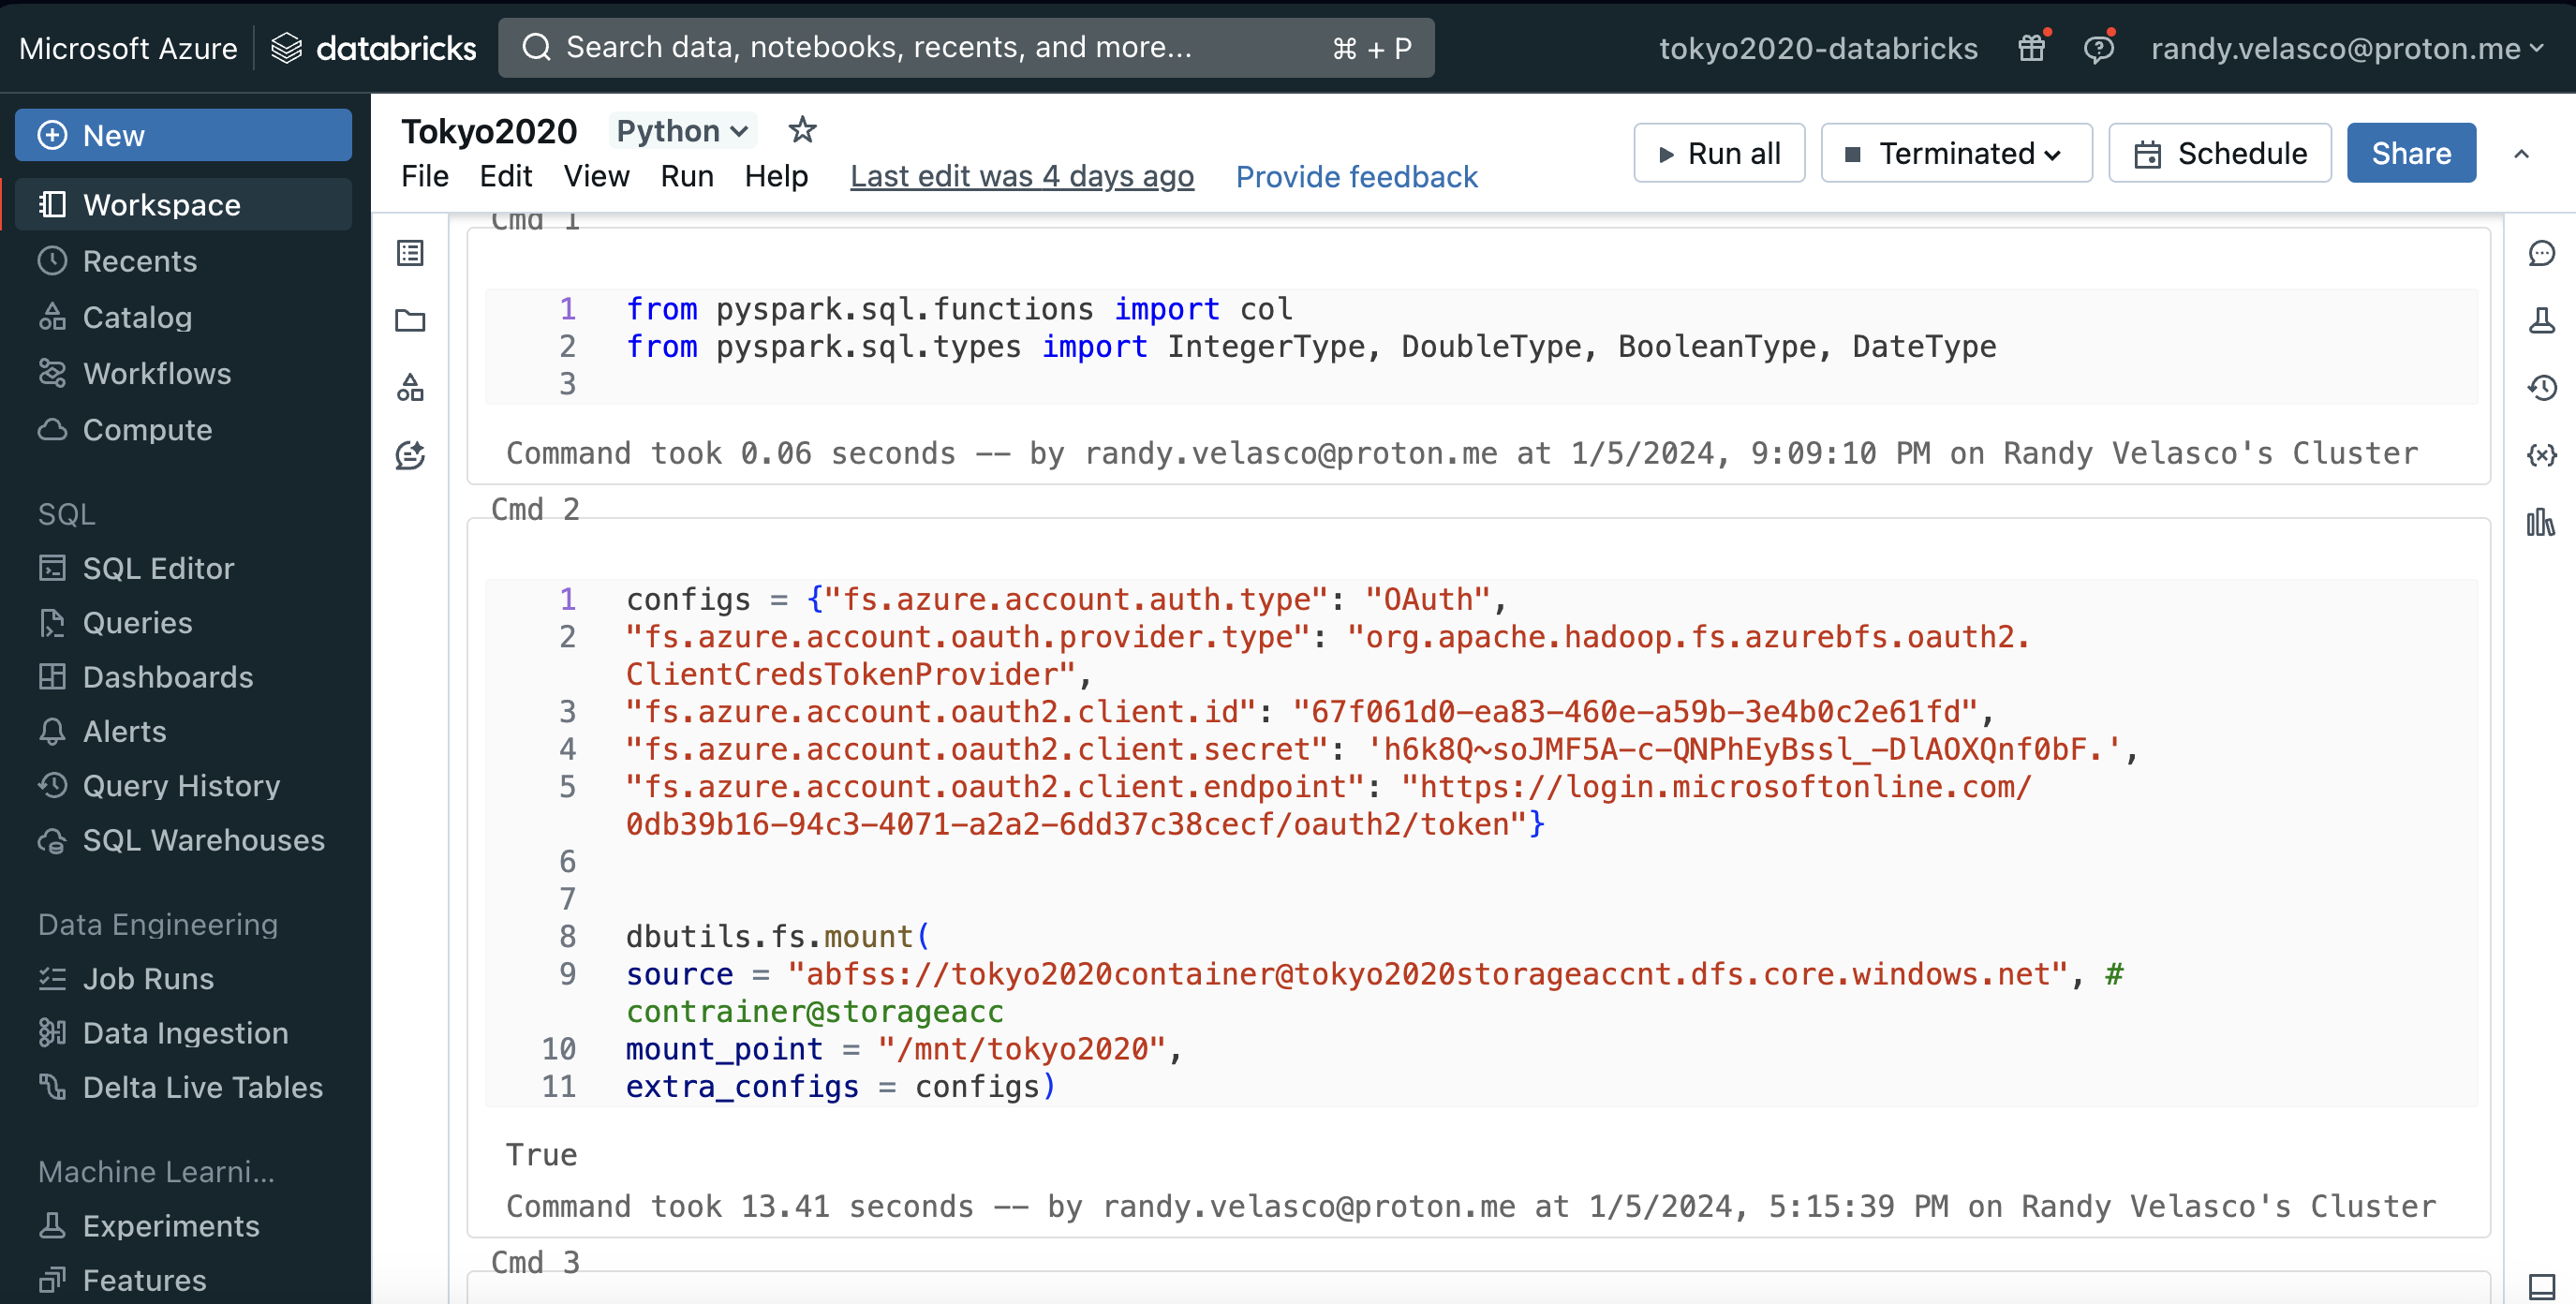 Microsoft Azure
databricks
Search data, notebooks, recents, and more...
⌘ + P
tokyo2020-databricks
randy.velasco@proton.me
New
Workspace
Recents
Catalog
Workflows
Compute
SQL
SQL Editor
Queries
Dashboards
Alerts
Query History
SQL Warehouses
Data Engineering
Job Runs
Data Ingestion
Delta Live Tables
Machine Learni...
Experiments
Features
Tokyo2020 Python
File Edit View Run Help Last edit was 4 days ago Provide feedback
Run all Terminated Schedule Share
Cmd 1
1 from pyspark.sql.functions import col
2 from pyspark.sql.types import IntegerType, DoubleType, BooleanType, DateType
3
Command took 0.06 seconds -- by randy.velasco@proton.me at 1/5/2024, 9:09:10 PM on Randy Velasco's Cluster
Cmd 2
1 configs = {"fs.azure.account.auth.type": "OAuth",
2 "fs.azure.account.oauth.provider.type": "org.apache.hadoop.fs.azurebfs.oauth2.
ClientCredsTokenProvider",
3 "fs.azure.account.oauth2.client.id": "67f061d0-ea83-460e-a59b-3e4b0c2e61fd",
4 "fs.azure.account.oauth2.client.secret": 'h6k8Q~soJMF5A-c-QNPhEyBssl_-DlAOXQnf0bF.',
5 "fs.azure.account.oauth2.client.endpoint": "https://login.microsoftonline.com/
0db39b16-94c3-4071-a2a2-6dd37c38cecf/oauth2/token"}
6
7
8 dbutils.fs.mount(
9 source = "abfss://tokyo2020container@tokyo2020storageaccnt.dfs.core.windows.net", #
contrainer@storageacc
10 mount_point = "/mnt/tokyo2020",
11 extra_configs = configs)
True
Command took 13.41 seconds -- by randy.velasco@proton.me at 1/5/2024, 5:15:39 PM on Randy Velasco's Cluster
Cmd 3